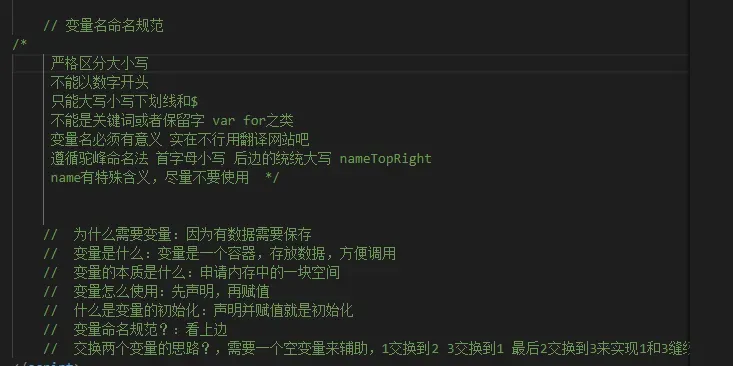 // 变量名命名规范
/*
严格区分大小写
不能以数字开头
只能大写小写下划线和$
不能是关键词或者保留字 var for之类
变量名必须有意义 实在不行用翻译网站吧
遵循驼峰命名法 首字母小写 后边的统统大写 nameTopRight
name有特殊含义，尽量不要使用 */
// 为什么需要变量：因为有数据需要保存
// 变量是什么：变量是一个容器，存放数据，方便调用
// 变量的本质是什么：申请内存中的一块空间
// 变量怎么使用：先声明，再赋值
// 什么是变量的初始化：声明并赋值就是初始化
// 变量命名规范？：看上边
// 交换两个变量的思路？，需要一个空变量来辅助，1交换到2 3交换到1 最后2交换到3来实现1和3